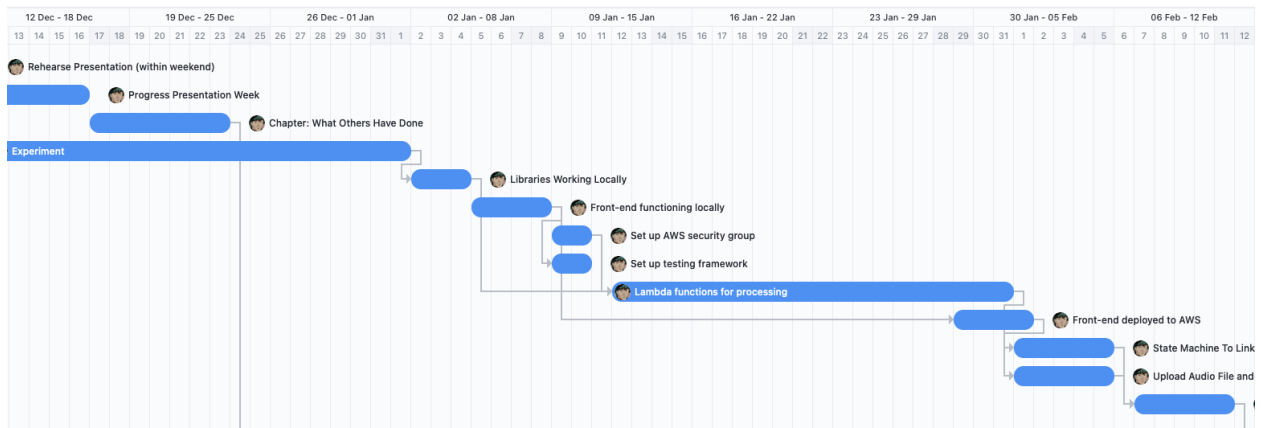 12 Dec - 18 Dec 19 Dec - 25 Dec 26 Dec - 01 Jan 02 Jan - 08 Jan 09 Jan - 15 Jan 16 Jan - 22 Jan 23 Jan - 29 Jan 30 Jan - 05 Feb 06 Feb - 12 Feb
13 14 15 16 17 18 19 20 21 22 23 24 25 26 27 28 29 30 31 1 2 3 4 5 6 7 8 9 10 11 12 13 14 15 16 17 18 19 20 21 22 23 24 25 26 27 28 29 30 31 1 2 3 4 5 6 7 8 9 10 11 12
Rehearse Presentation (within weekend)
Progress Presentation Week
Chapter: What Others Have Done
Experiment
Libraries Working Locally
Front-end functioning locally
Set up AWS security group
Set up testing framework
Lambda functions for processing
Front-end deployed to AWS
State Machine To Link
Upload Audio File and